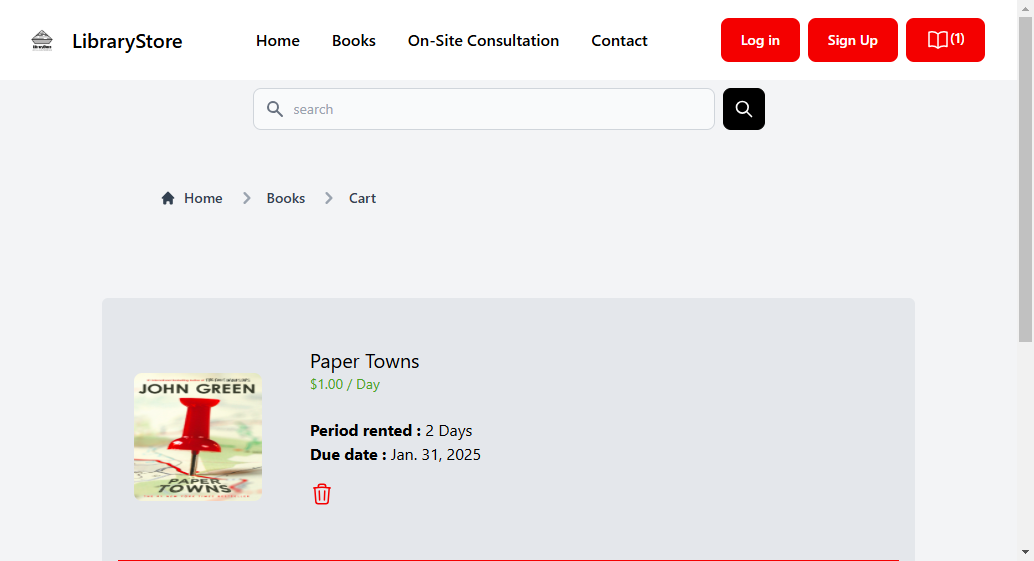 LibraryStore
Home
Books
On-Site Consultation
Contact
Log in
Sign Up
(1)
search
Home
Books
Cart
JOHN GREEN
PAPER
TOWNS
Paper Towns
$1.00 / Day
Period rented : 2 Days
Due date : Jan. 31, 2025